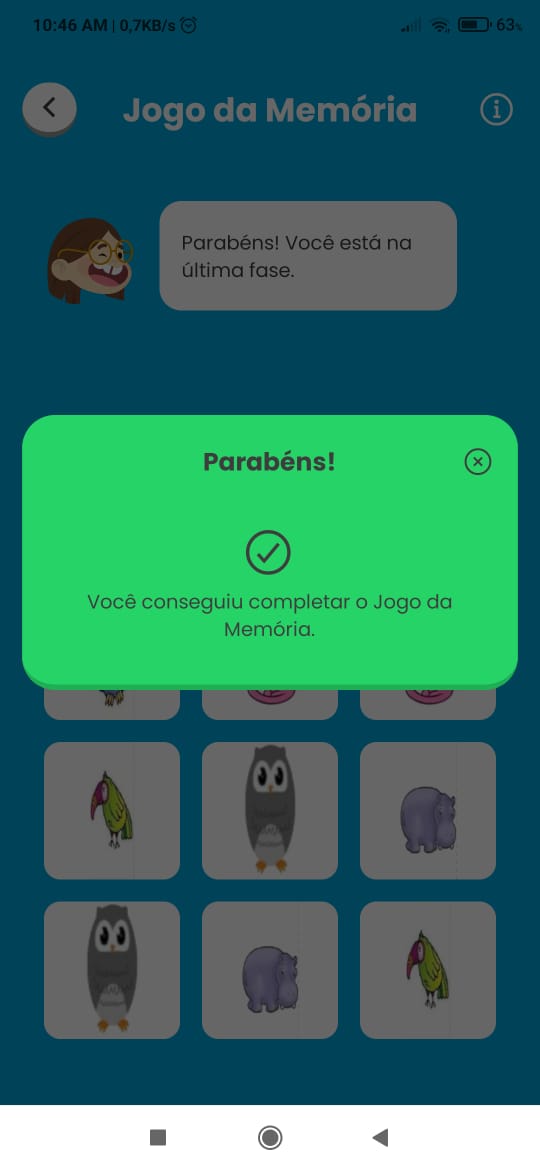 10:46 AM | 0,7KB/s
63%
Jogo da Memória
Parabéns! Você está na
última fase.
Parabéns!
Você conseguiu completar o Jogo da
Memória.